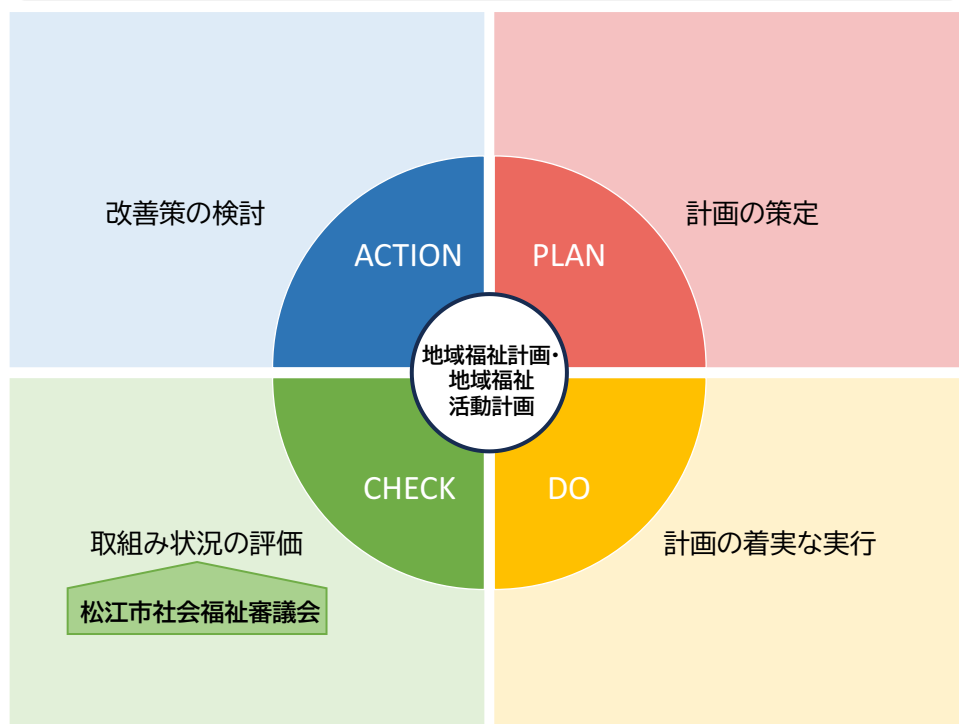 改善策の検討
ACTION
PLAN
計画の策定
地域福祉計画・
地域福祉
活動計画
CHECK
DO
取組み状況の評価
計画の着実な実行
松江市社会福祉審議会